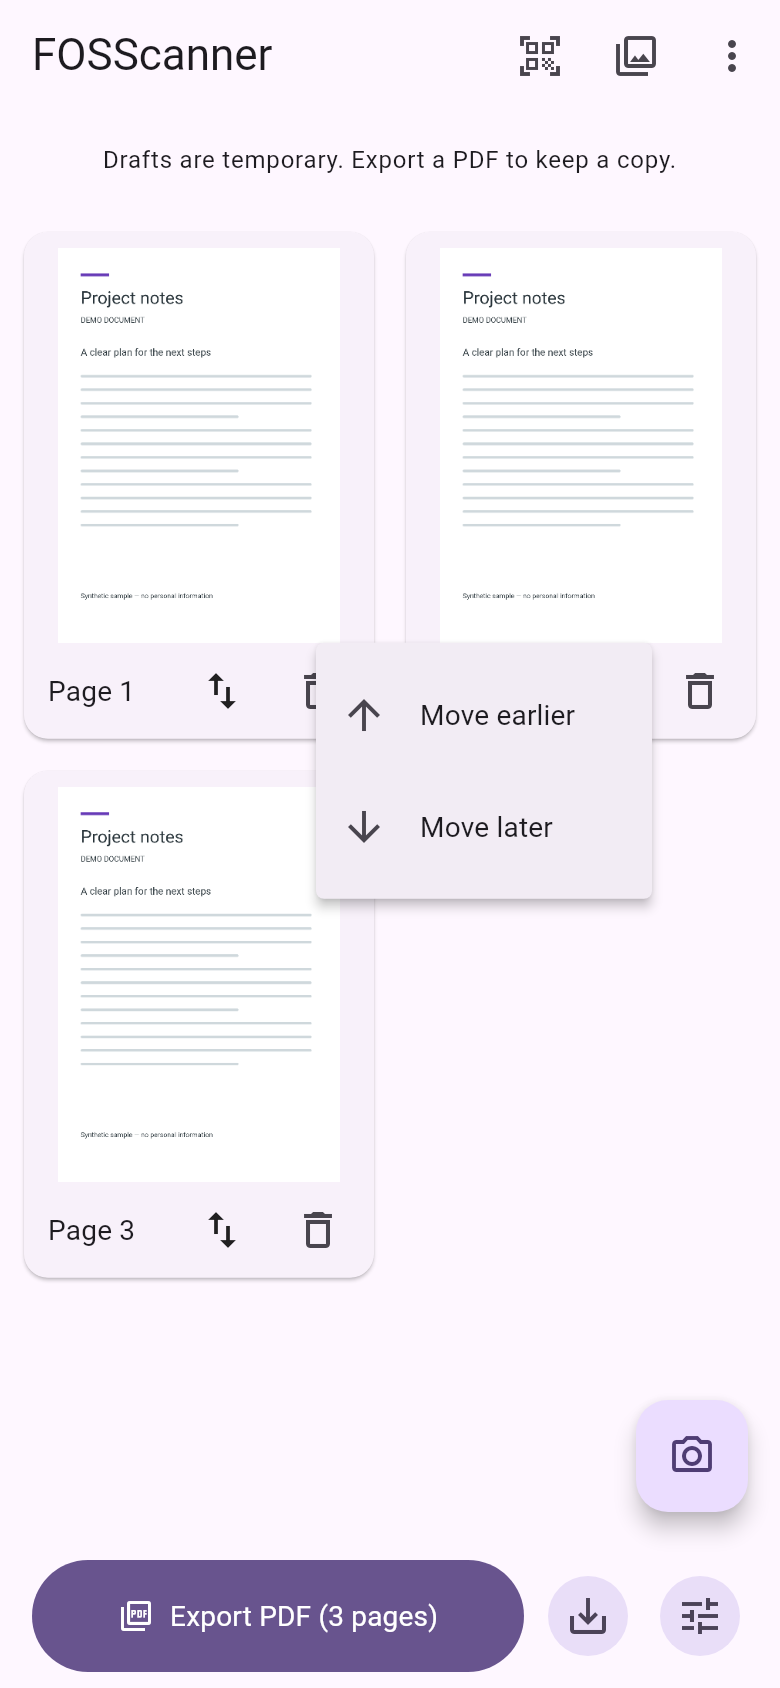 FOSScanner
Drafts are temporary. Export a PDF to keep a copy.
Project notes
DEMO DOCUMENT
A clear plan for the next steps
Synthetic sample — no personal information
Page 1
Project notes
DEMO DOCUMENT
A clear plan for the next steps
Synthetic sample — no personal information
Move earlier
Move later
Project notes
DEMO DOCUMENT
A clear plan for the next steps
Synthetic sample — no personal information
Page 3
PDF
Export PDF (3 pages)